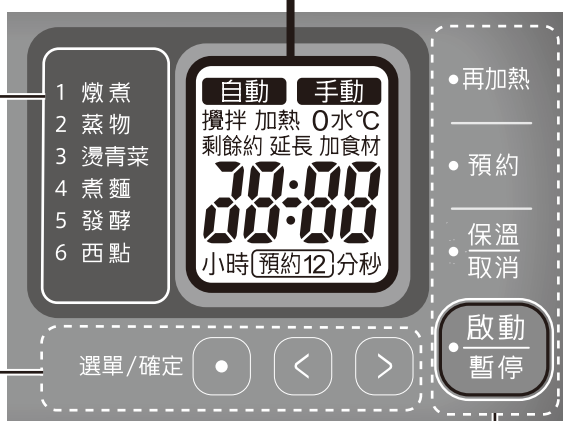 1 燉煮
2 蒸物
3 燙青菜
4 煮麵
5 發酵
6 西點
自動 手動
攪拌 加熱 0水℃
剩餘約 延長 加食材
28:88
小時 預約12 分秒
再加熱
預約
保溫
取消
啟動
暫停
選單/確定 < >